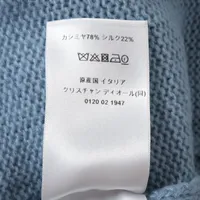 カシミヤ78% シルク22%
原産国 イタリア
クリスチャン ディオール(同)
0120 02 1947